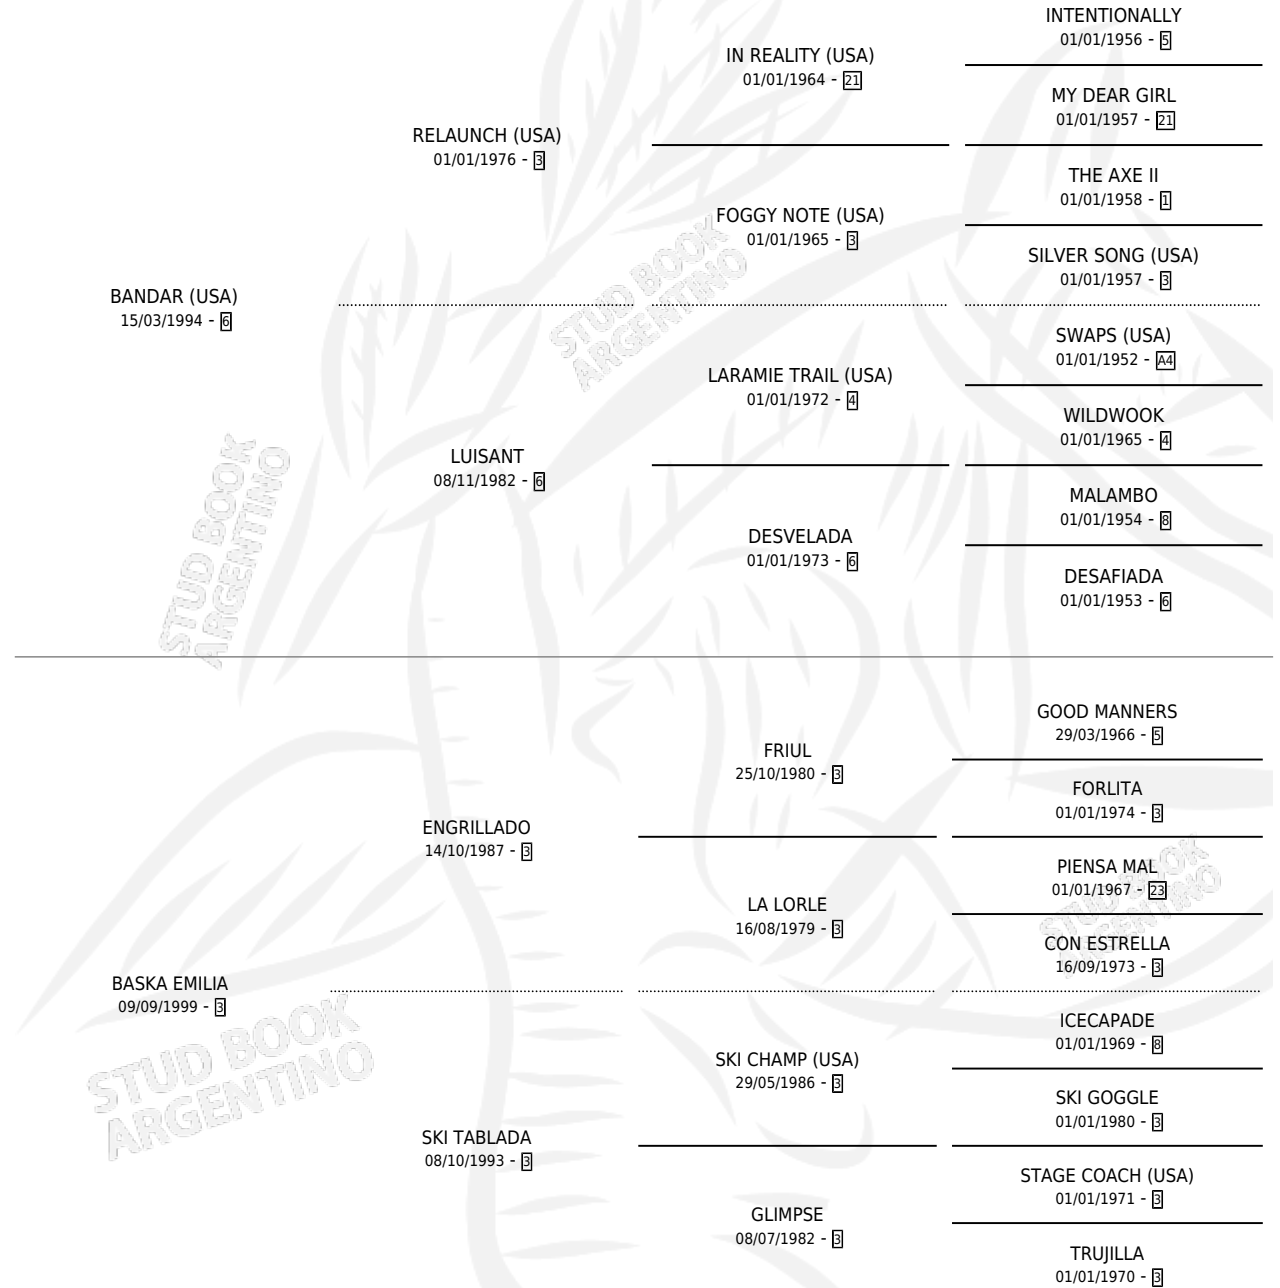 INTENTIONALLY
01/01/1956 - 5
IN REALITY (USA)
01/01/1964 - 21
MY DEAR GIRL
01/01/1957 - 21
RELAUNCH (USA)
01/01/1976 - 3
THE AXE II
01/01/1958 - 1
FOGGY NOTE (USA)
01/01/1965 - 3
SILVER SONG (USA)
01/01/1957 - 3
BANDAR (USA)
15/03/1994 - 6
SWAPS (USA)
01/01/1952 - A4
LARAMIE TRAIL (USA)
01/01/1972 - 4
WILDWOOK
01/01/1965 - 4
LUISANT
08/11/1982 - 6
MALAMBO
01/01/1954 - 8
DESVELADA
01/01/1973 - 6
DESAFIADA
01/01/1953 - 6
GOOD MANNERS
29/03/1966 - 5
FRIUL
25/10/1980 - 3
FORLITA
01/01/1974 - 3
ENGRILLADO
14/10/1987 - 3
PIENSA MAL
01/01/1967 - 23
LA LORLE
16/08/1979 - 3
CON ESTRELLA
16/09/1973 - 3
BASKA EMILIA
09/09/1999 - 3
ICECAPADE
01/01/1969 - 8
SKI CHAMP (USA)
29/05/1986 - 3
SKI GOGGLE
01/01/1980 - 3
SKI TABLADA
08/10/1993 - 3
STAGE COACH (USA)
01/01/1971 - 3
GLIMPSE
08/07/1982 - 3
TRUJILLA
01/01/1970 - 3
STUD BOOK
ARGENTINO
STUD BOOK
ARGENTINO
STUD BOOK
ARGENTINO
STUD BOOK
ARGENTINO